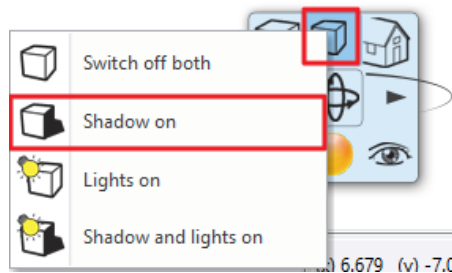 Switch off both
Shadow on
Lights on
Shadow and lights on
6,679 (y) -7,0